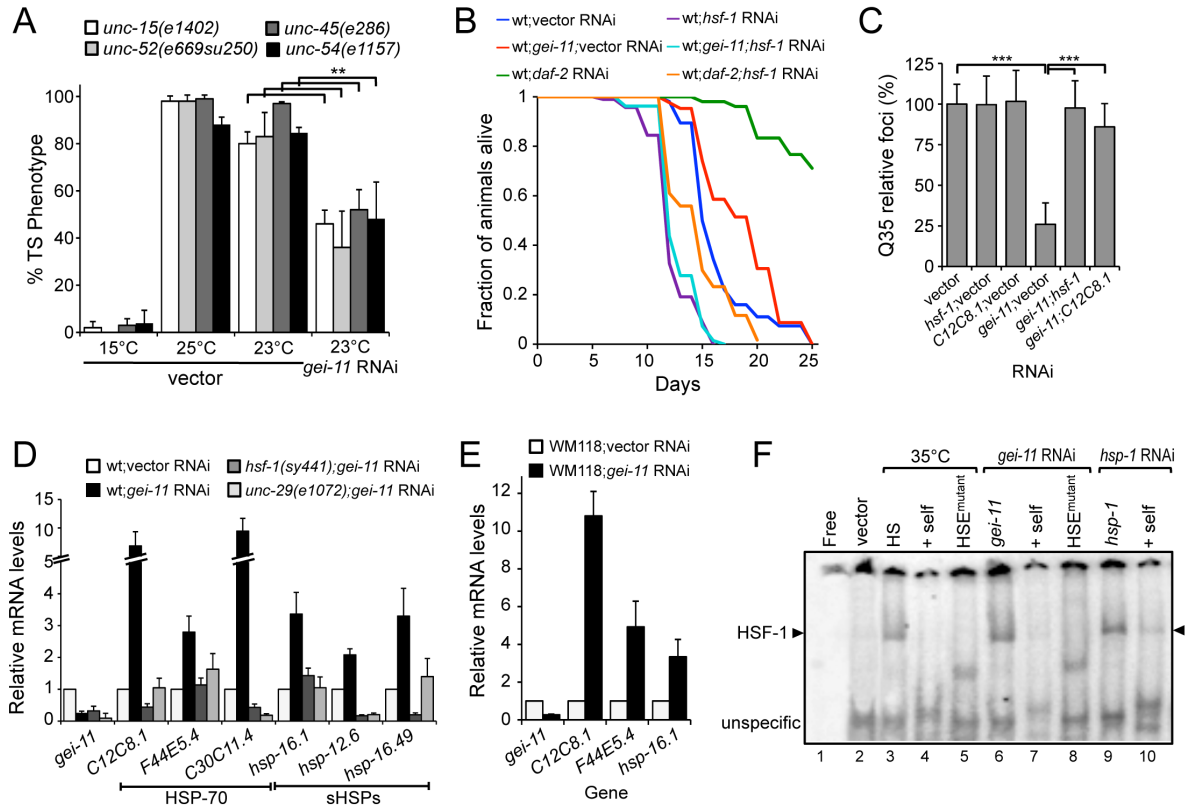 A
unc-15(e1402) unc-45(e286)
unc-52(e669su250) unc-54(e1157)
**
% TS Phenotype
100
80
60
40
20
0
15°C 25°C 23°C 23°C
vector gei-11 RNAi
B
wt;vector RNAi wt;hsf-1 RNAi
wt;gei-11;vector RNAi wt;gei-11;hsf-1 RNAi
wt;daf-2 RNAi wt;daf-2;hsf-1 RNAi
Fraction of animals alive
1
0.8
0.6
0.4
0.2
0
0 5 10 15 20 25
Days
C
*** ***
Q35 relative foci (%)
125
100
75
50
25
0
vector
hsf-1;vector
C12C8.1;vector
gei-11;vector
gei-11;hsf-1
gei-11;C12C8.1
RNAi
D
wt;vector RNAi hsf-1(sy441);gei-11 RNAi
wt;gei-11 RNAi unc-29(e1072);gei-11 RNAi
Relative mRNA levels
15
10
5
5
4
3
2
1
0
gei-11
C12C8.1
F44E5.4
C30C11.4
hsp-16.1
hsp-12.6
hsp-16.49
HSP-70 sHSPs
E
WM118;vector RNAi
WM118;gei-11 RNAi
Relative mRNA levels
12
10
8
6
4
2
0
gei-11
C12C8.1
F44E5.4
hsp-16.1
Gene
F
35°C gei-11 RNAi hsp-1 RNAi
Free
vector
HS
+ self
HSEmutant
gei-11
+ self
HSEmutant
hsp-1
+ self
HSF-1
unspecific
1 2 3 4 5 6 7 8 9 10